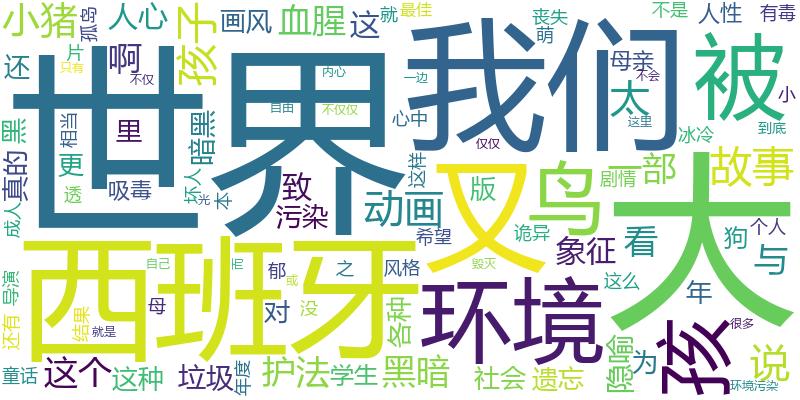 小猪
孤岛
人心
画风
血腥
这
就
最佳
丧失
萌
不是
人性
有毒
还
片
只有
啊
不仅
孩子
世界
内心
自由
不仅仅
一边
我们
母亲
不会
太
被
小
黑
相当
里
暗黑
心中
仅仅
这里
冰冷
到底
真的
更
透
吸毒
坏人
光
本
致
污染
动画
这样
又
版
鸟
剧情
一部
大
故事
成人
希望
诡异
象征
看
狗
个人
与
西班牙
自己
而
郁
或
之
风格
毁灭
环境
这么
年
导演
还有
结果
母
就是
对
没
各种
孩
隐喻
为
很多
说
童话
这个
这种
垃圾
年度
护法
学生
黑暗
社会
遗忘
环境污染